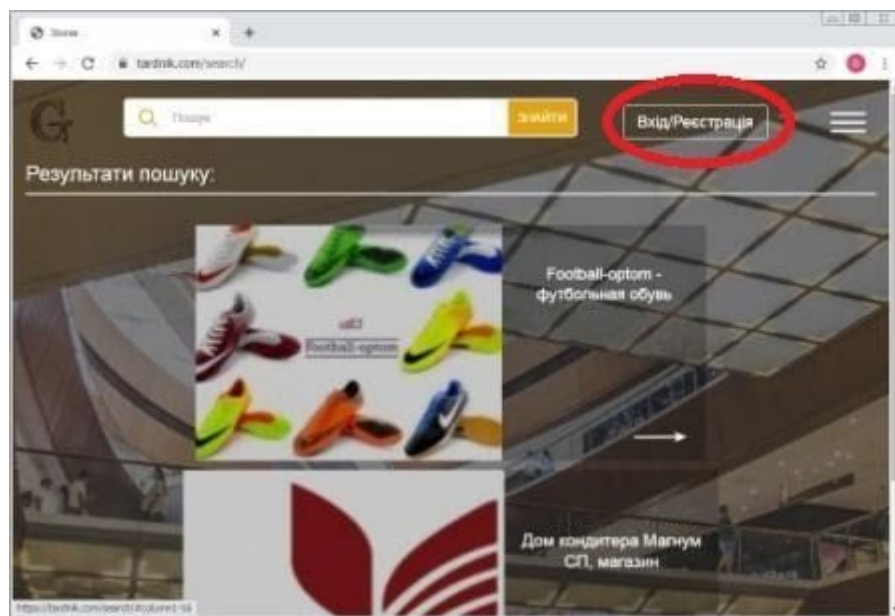 Store
tardnik.com/search/
Пошук
ЗНАЙТИ
Вхід/Реєстрація
Результати пошуку:
Football-optom -
футбольная обувь
football-optom
Дом кондитера Магнум
СП, магазин